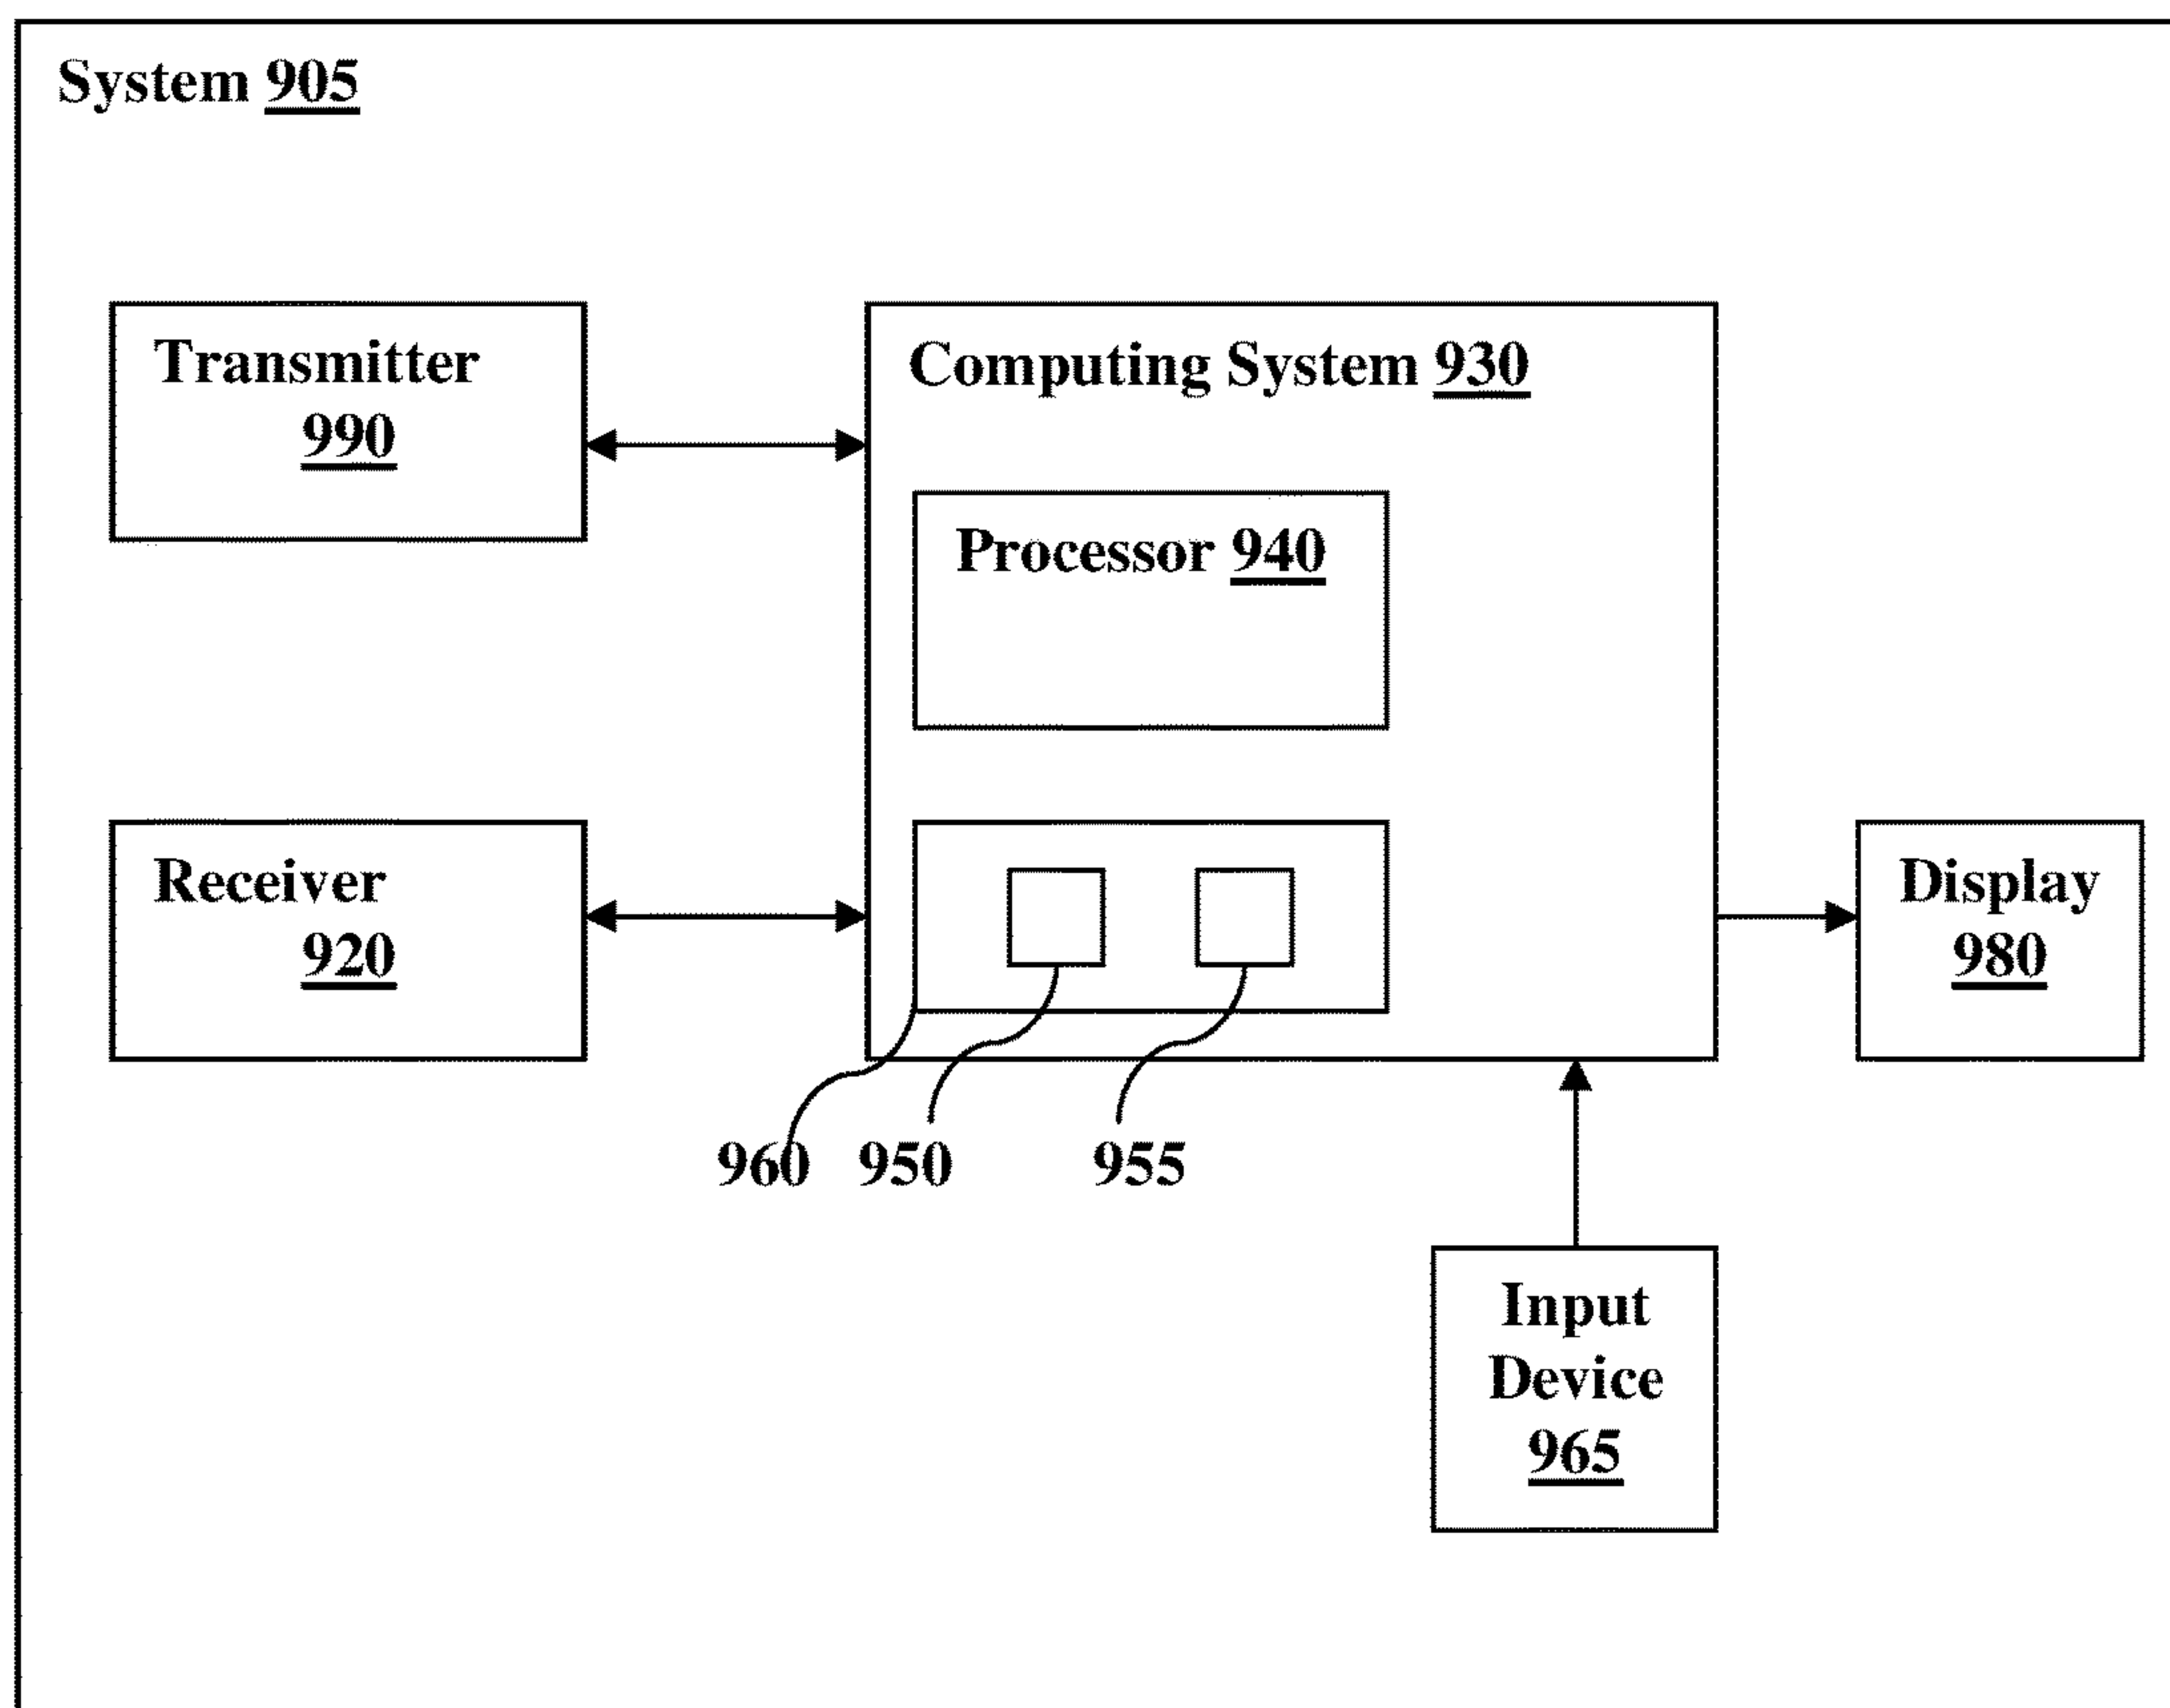 System 905
Transmitter
990
Computing System 930
Processor 940
Receiver
920
Display
980
960 950 955
Input
Device
965